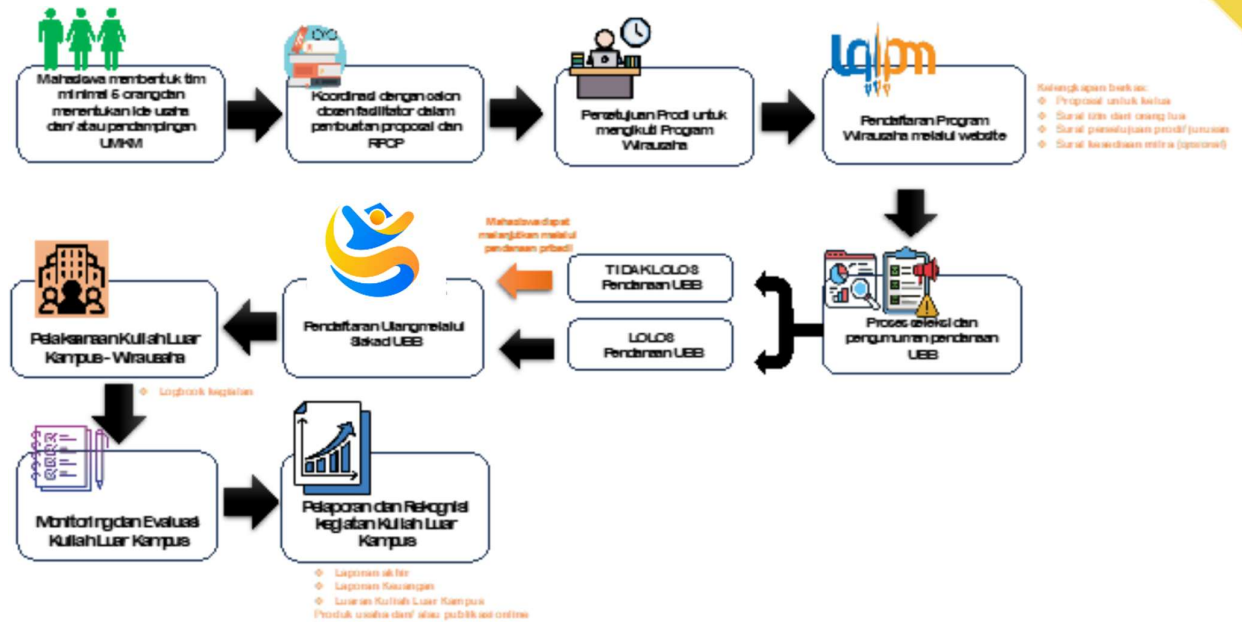 Mahasiswa membentuk tim
minimal 5 orang dan
menentukan ide usaha
dan/ atau pendampingan
UMKM
Koordinasi dengan calon
dosen fasilitator dalam
pembuatan proposal dan
Persetujuan Prodi untuk
mengikuti Program
Wirausaha
lqpm
Pendaftaran Program
Wirausaha melalui website
Kelengkapan berkas:
Proposal untuk ketua
Surat izin dari orang tua
Surat persetujuan prodi/ jurusan
Surat kesediaan mitra (opsional)
Proses seleksi dan
pengumuman pendanaan
UBB
TIDAK LOLOS
Pendanaan UBB
LOLOS
Pendanaan UBB
Mahasiswa dapat
melanjutkan melalui
pendanaan pribadi
Pendaftaran Ulang melalui
Siakad UBB
Pelaksanaan Kuliah Luar
Kampus - Wirausaha
Logbook kegiatan
Monitoring dan Evaluasi
Kuliah Luar Kampus
Pelaporan dan Rekognisi
kegiatan Kuliah Luar
Kampus
Laporan akhir
Laporan Keuangan
Luaran Kuliah Luar Kampus
Produk usaha dan/ atau publikasi online